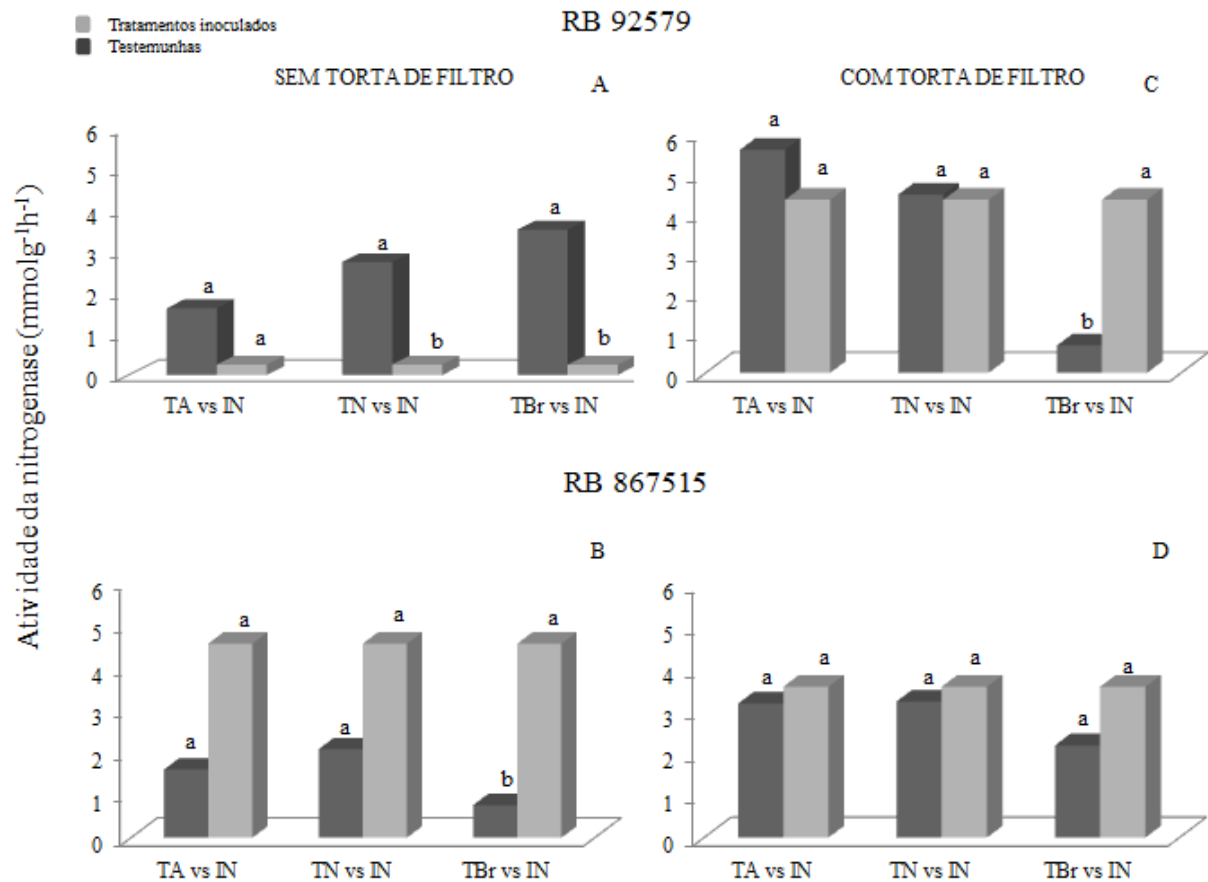 RB 92579
Tratamentos inoculados
Testemunhas
SEM TORTA DE FILTRO
A
COM TORTA DE FILTRO
C
Atividade da nitrogenase (mmolg⁻¹h⁻¹)
6
5
4
3
2
1
0
a
a
a
b
a
b
TA vs IN
TN vs IN
TBr vs IN
6
5
4
3
2
1
0
a
a
a
a
b
a
TA vs IN
TN vs IN
TBr vs IN
RB 867515
B
D
6
5
4
3
2
1
0
a
a
a
a
b
a
TA vs IN
TN vs IN
TBr vs IN
6
5
4
3
2
1
0
a
a
a
a
a
a
TA vs IN
TN vs IN
TBr vs IN